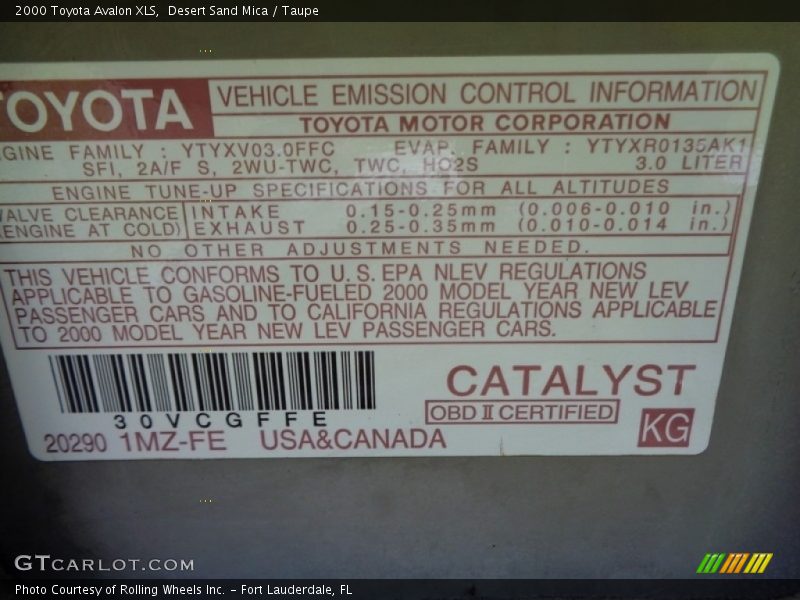 2000 Toyota Avalon XLS, Desert Sand Mica / Taupe
TOYOTA
VEHICLE EMISSION CONTROL INFORMATION
TOYOTA MOTOR CORPORATION
GINE FAMILY : YTYXV03.0FFC EVAP. FAMILY : YTYXR0135AK1
SFI, 2A/F S, 2WU-TWC, TWC, HO2S 3.0 LITER
ENGINE TUNE-UP SPECIFICATIONS FOR ALL ALTITUDES
VALVE CLEARANCE INTAKE 0.15-0.25mm (0.006-0.010 in.)
ENGINE AT COLD) EXHAUST 0.25-0.35mm (0.010-0.014 in.)
NO OTHER ADJUSTMENTS NEEDED.
THIS VEHICLE CONFORMS TO U.S. EPA NLEV REGULATIONS
APPLICABLE TO GASOLINE-FUELED 2000 MODEL YEAR NEW LEV
PASSENGER CARS AND TO CALIFORNIA REGULATIONS APPLICABLE
TO 2000 MODEL YEAR NEW LEV PASSENGER CARS.
CATALYST
30VCGFFE
OBD II CERTIFIED
20290 1MZ-FE USA&CANADA
KG
GTCARLOT.COM
Photo Courtesy of Rolling Wheels Inc. - Fort Lauderdale, FL